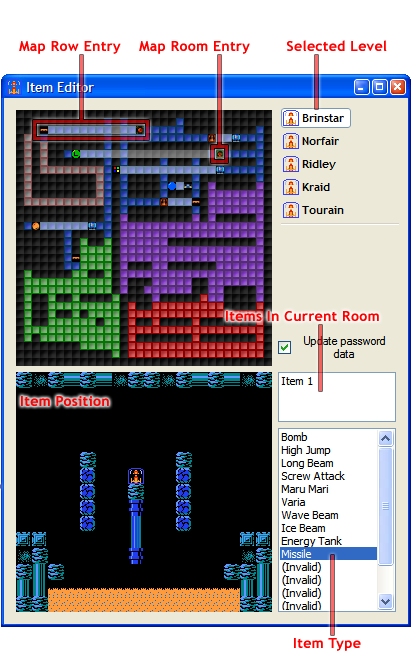 Map Row Entry
Map Room Entry
Selected Level
Item Editor
Brinstar
Norfair
Ridley
Kraid
Tourain
Items In Current Room
Update password
data
Item Position
Item 1
Bomb
High Jump
Long Beam
Screw Attack
Maru Mari
Varia
Wave Beam
Ice Beam
Energy Tank
Missile
(Invalid)
(Invalid)
(Invalid)
(Invalid)
Item Type